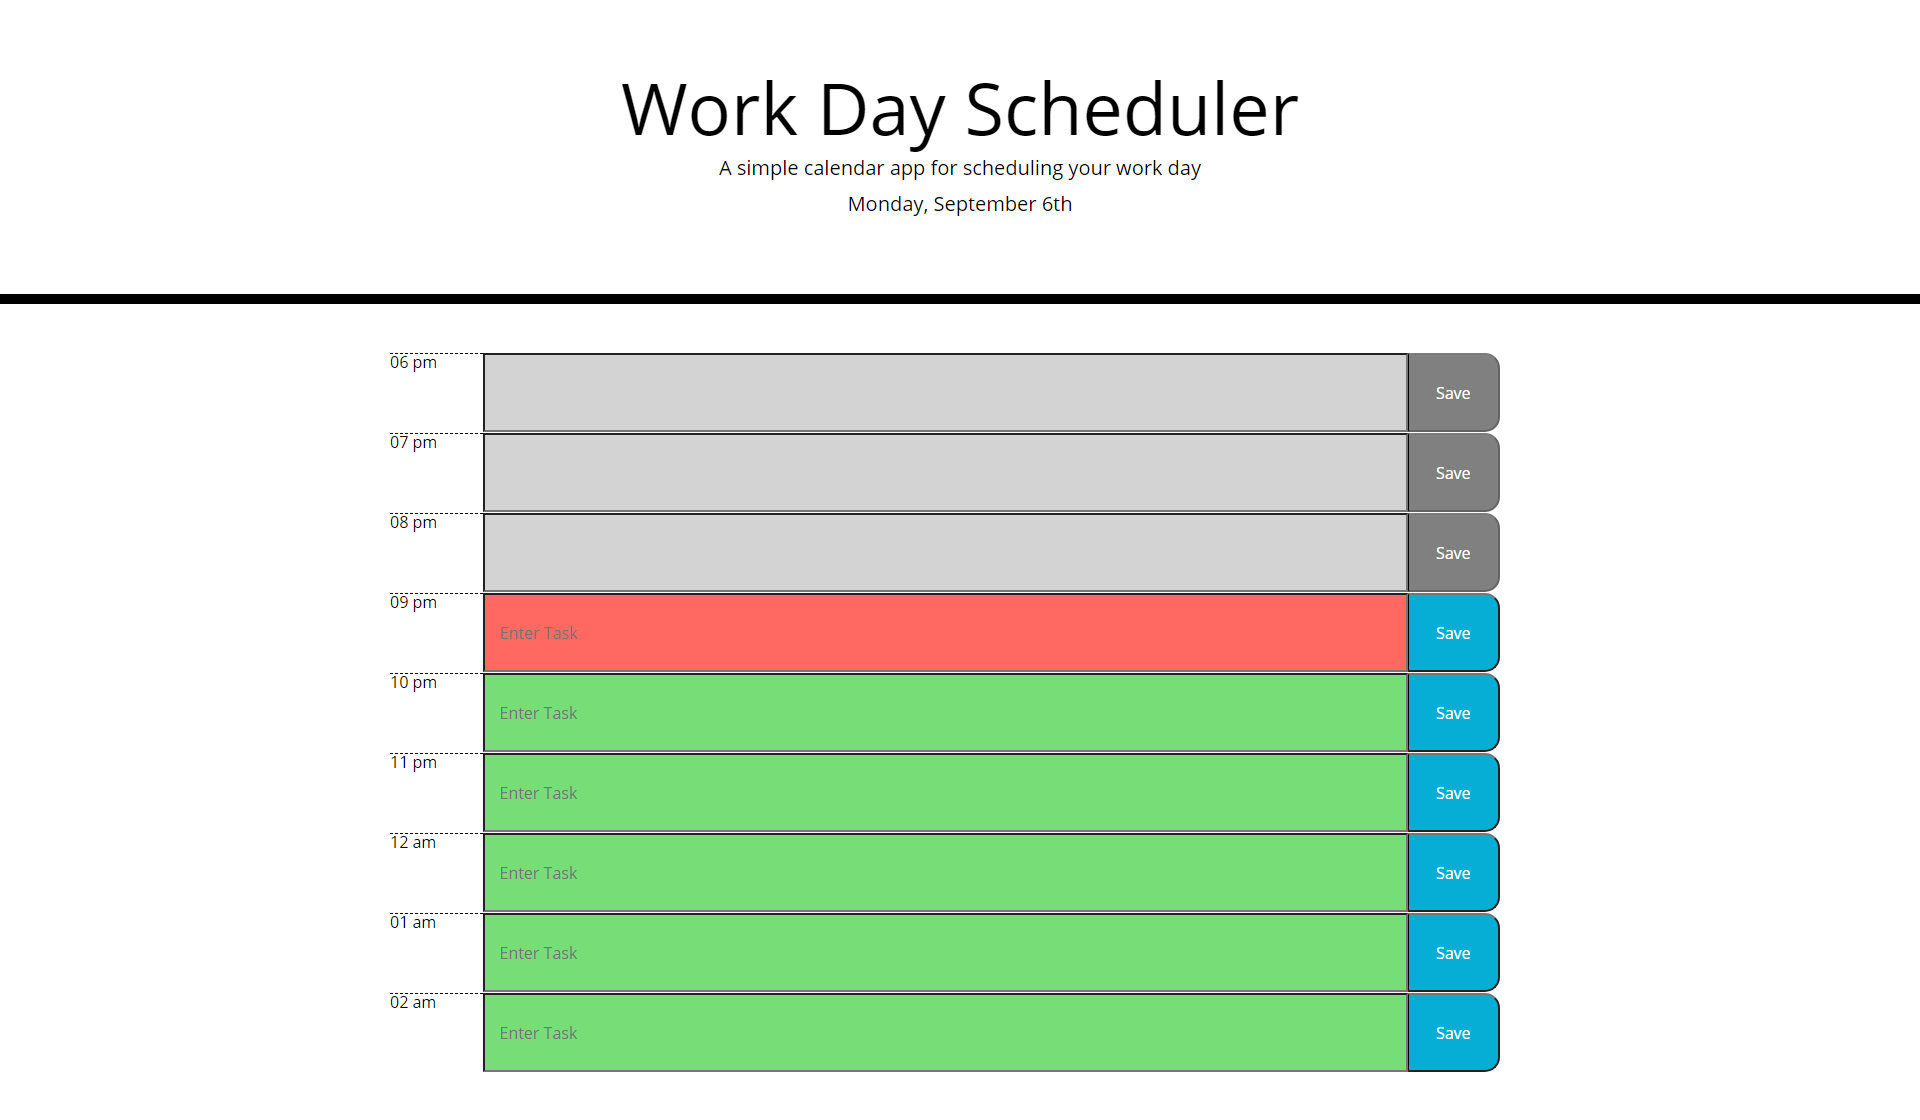 Work Day Scheduler
A simple calendar app for scheduling your work day
Monday, September 6th
06 pm
Save
07 pm
Save
08 pm
Save
09 pm
Enter Task
Save
10 pm
Enter Task
Save
11 pm
Enter Task
Save
12 am
Enter Task
Save
01 am
Enter Task
Save
02 am
Enter Task
Save